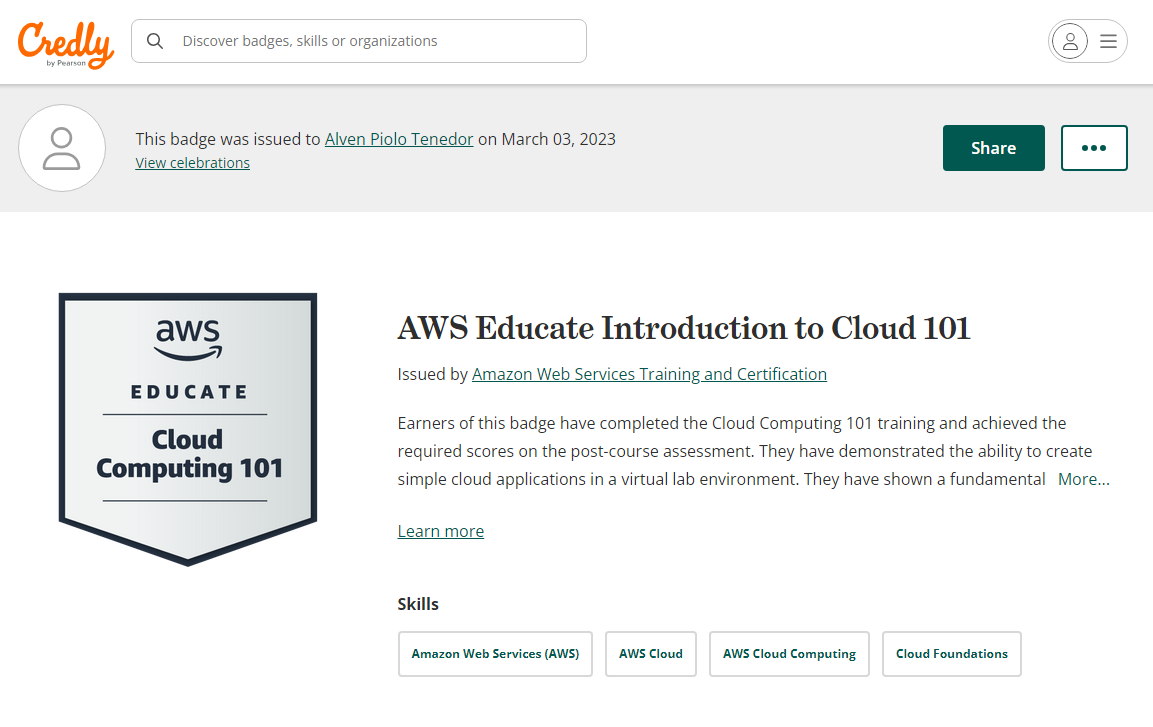 Credly
by Pearson
Discover badges, skills or organizations
This badge was issued to Alven Piolo Tenedor on March 03, 2023
View celebrations
Share
aws
EDUCATE
Cloud
Computing 101
AWS Educate Introduction to Cloud 101
Issued by Amazon Web Services Training and Certification
Earners of this badge have completed the Cloud Computing 101 training and achieved the
required scores on the post-course assessment. They have demonstrated the ability to create
simple cloud applications in a virtual lab environment. They have shown a fundamental More...
Learn more
Skills
Amazon Web Services (AWS)
AWS Cloud
AWS Cloud Computing
Cloud Foundations